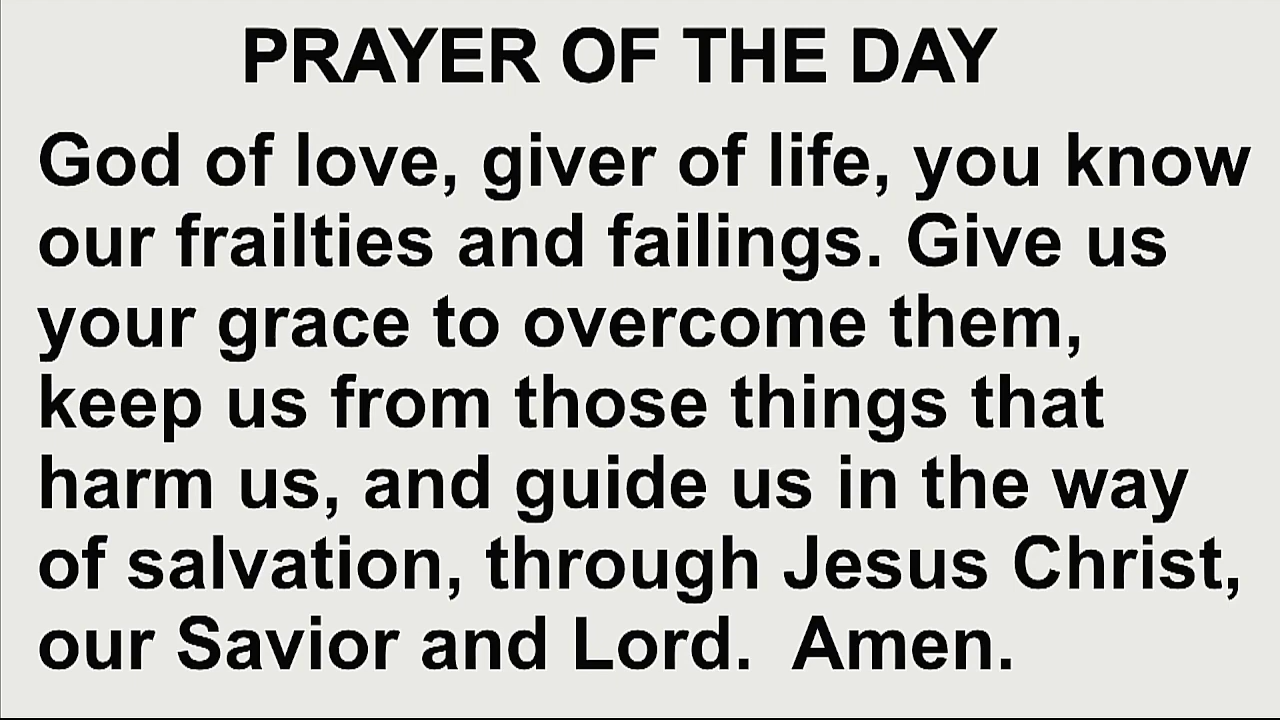 PRAYER OF THE DAY
God of love, giver of life, you know
our frailties and failings. Give us
your grace to overcome them,
keep us from those things that
harm us, and guide us in the way
of salvation, through Jesus Christ,
our Savior and Lord.  Amen.